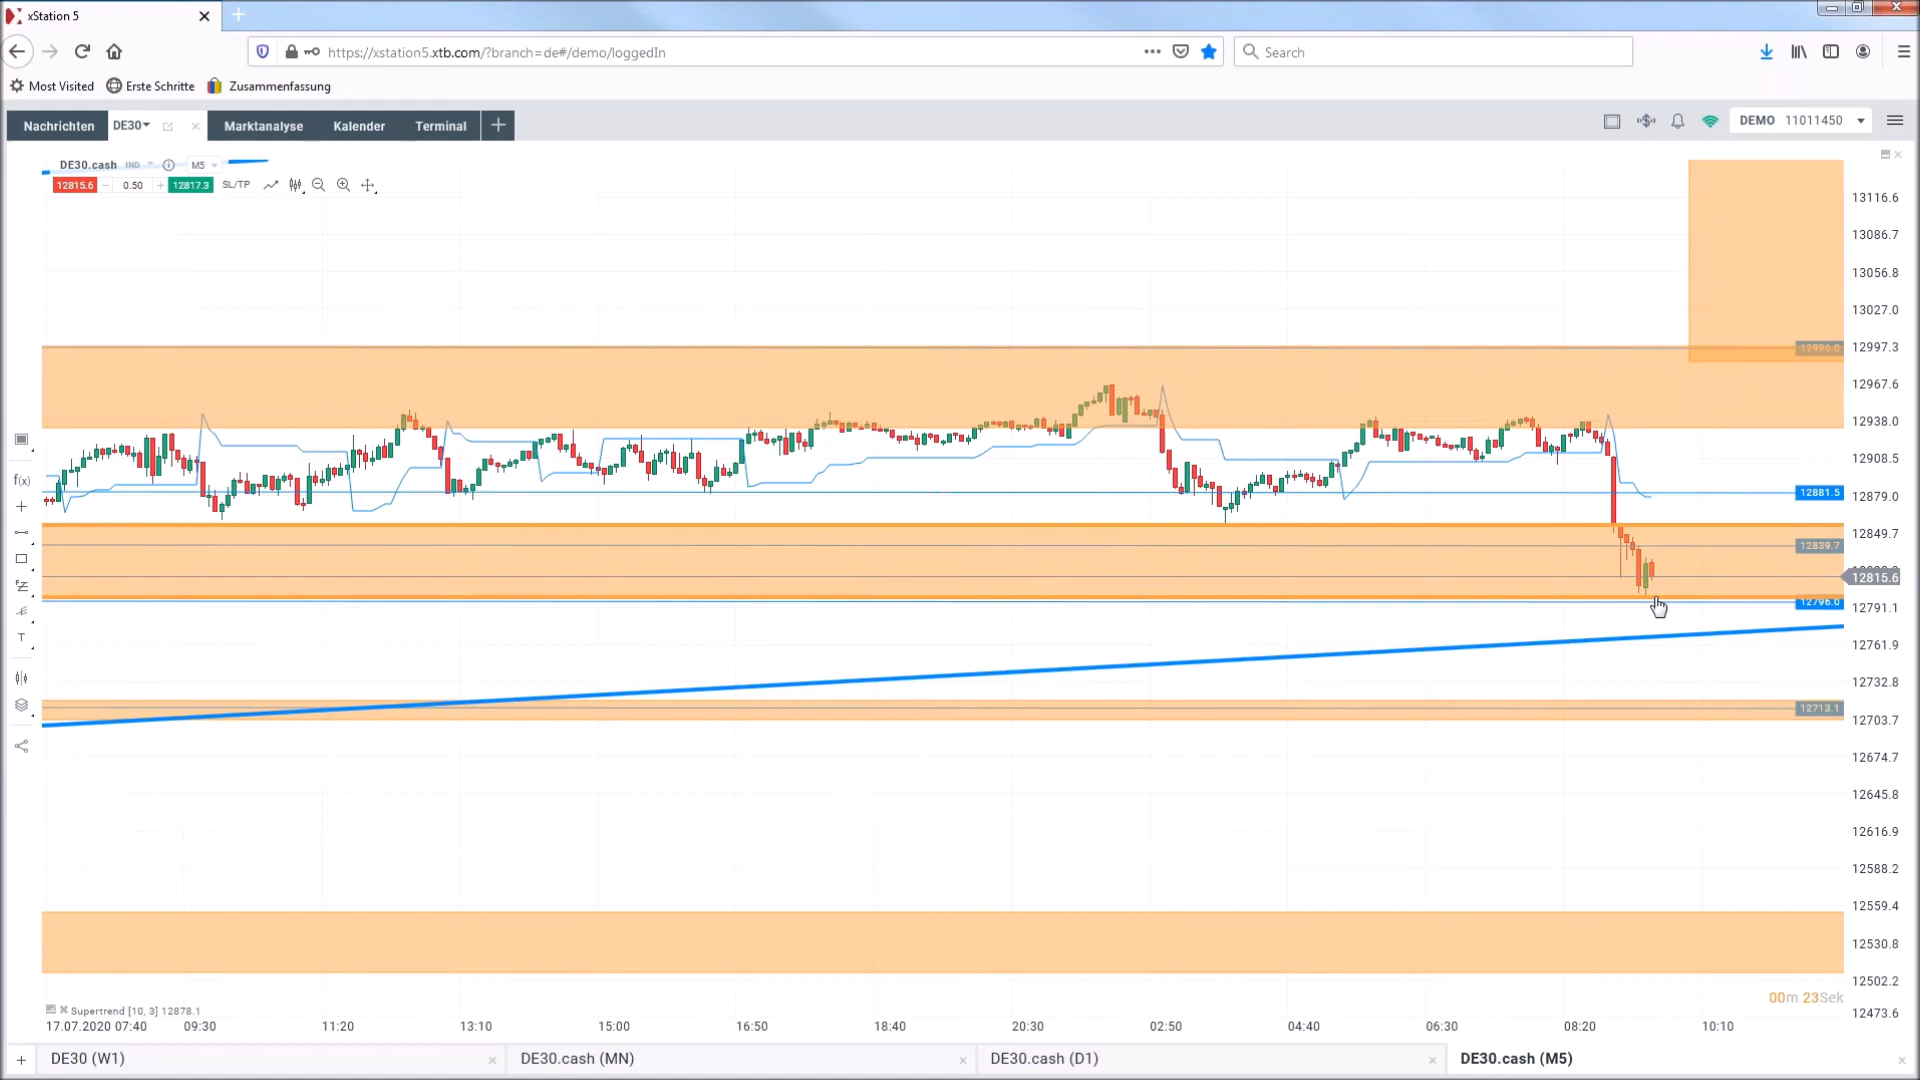 xStation 5
https://xstation5.xtb.com/?branch=de#/demo/loggedIn
Search
Most Visited Erste Schritte Zusammenfassung
Nachrichten DE30 Marktanalyse Kalender Terminal +
DEMO 11011450
DE30.cash IND M5
12815.6 − 0.50 + 12817.3 SL/TP
13116.6
13086.7
13056.8
13027.0
12997.3
12996.0
12967.6
12938.0
12908.5
12881.5
12879.0
12849.7
12839.7
12815.6
12796.0
12791.1
12761.9
12732.8
12713.1
12703.7
12674.7
12645.8
12616.9
12588.2
12559.4
12530.8
12502.2
12473.6
f(x)
T
00m 23Sek
Supertrend [10, 3] 12878.1
17.07.2020 07:40 09:30 11:20 13:10 15:00 16:50 18:40 20:30 02:50 04:40 06:30 08:20 10:10
+ DE30 (W1) DE30.cash (MN) DE30.cash (D1) DE30.cash (M5)